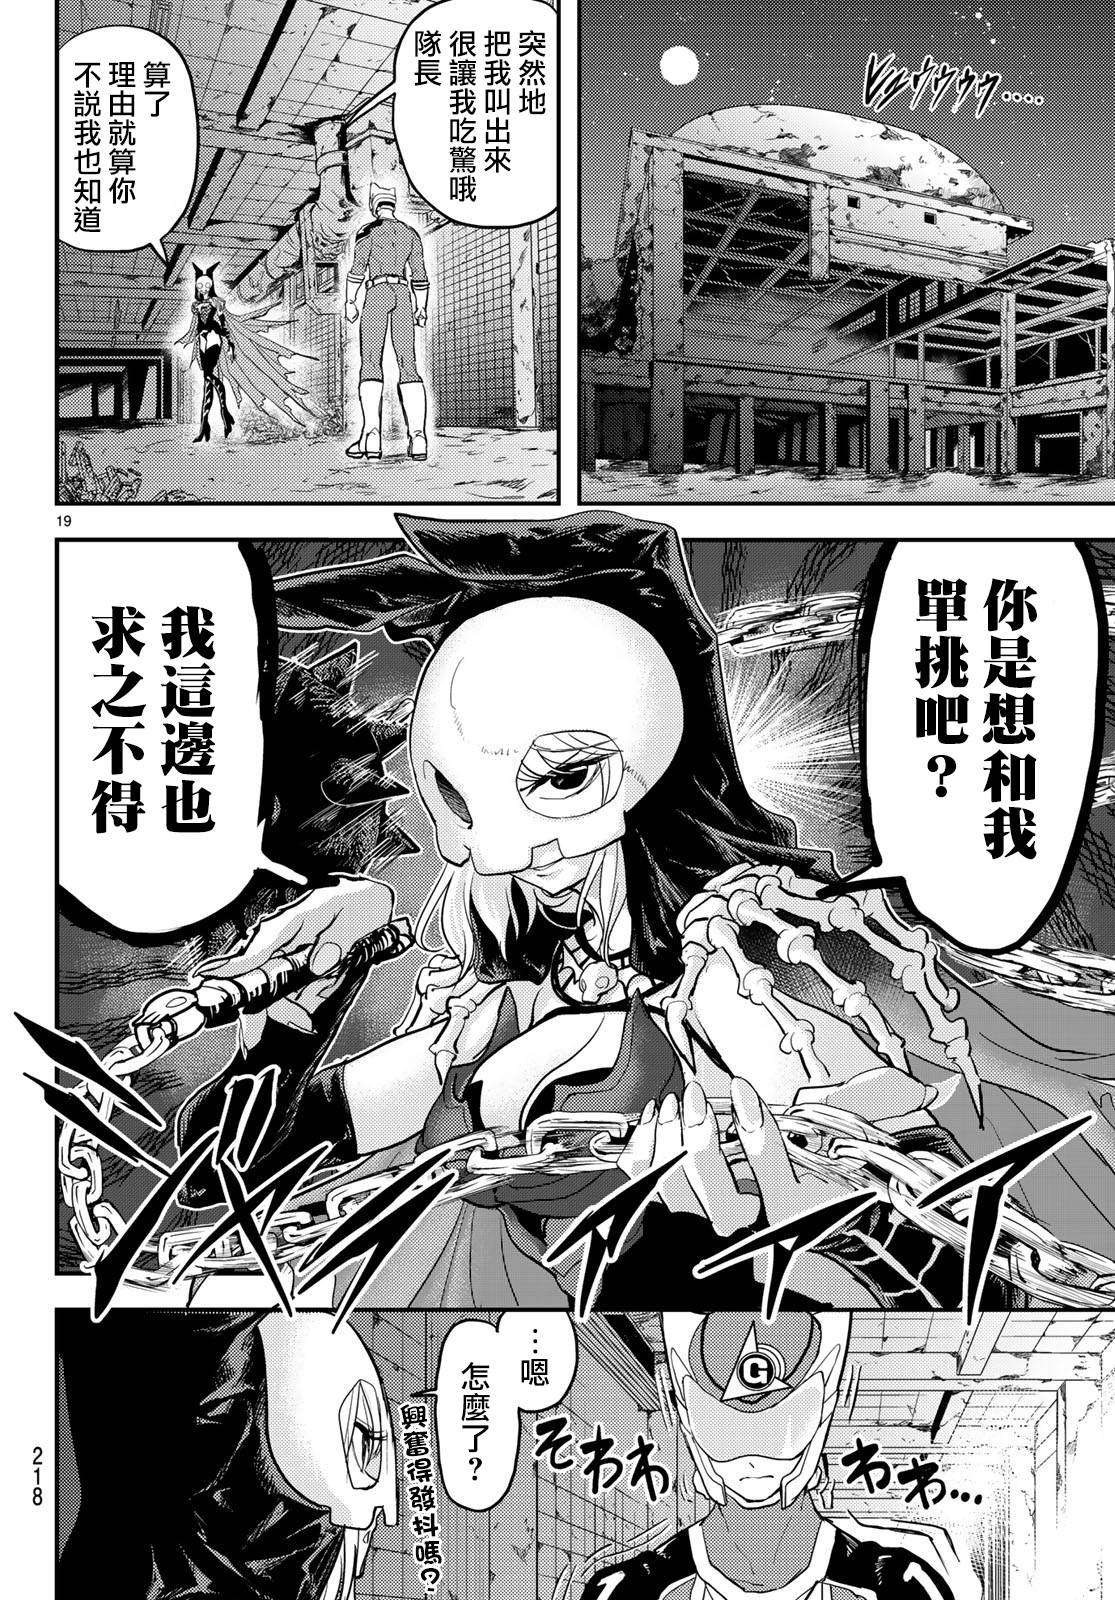 ヒュウウウゥ‥‥
突然地
把我叫出來
很讓我吃驚哦
隊長
算了
理由就算你
不說我也知道
19
你是想和我
單挑吧?
我這邊也
求之不得
G
…嗯
怎麼了?
興奮得發抖嗎?
そわわ
わわ…
218